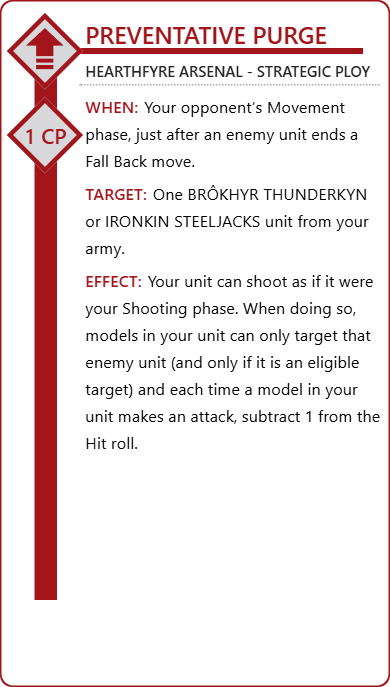 PREVENTATIVE PURGE
HEARTHFYRE ARSENAL - STRATEGIC PLOY
1 CP
WHEN: Your opponent’s Movement
phase, just after an enemy unit ends a
Fall Back move.
TARGET: One BRÔKHYR THUNDERKYN
or IRONKIN STEELJACKS unit from your
army.
EFFECT: Your unit can shoot as if it were
your Shooting phase. When doing so,
models in your unit can only target that
enemy unit (and only if it is an eligible
target) and each time a model in your
unit makes an attack, subtract 1 from the
Hit roll.